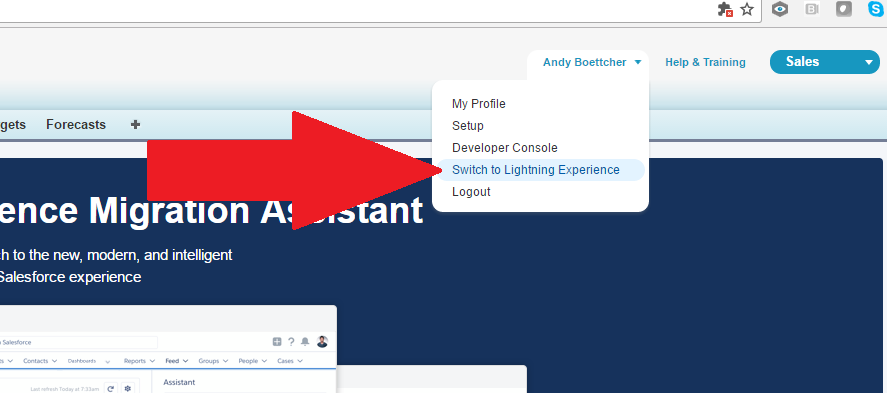 Andy Boettcher Help & Training Sales
My Profile
Setup
Developer Console
Switch to Lightning Experience
Logout
gets Forecasts
ence Migration Assistant
ch to the new, modern, and intelligent
Salesforce experience
Salesforce
ts Contacts Dashboards Reports Feed Groups People Cases
Last refresh Today at 7:33am
Assistant